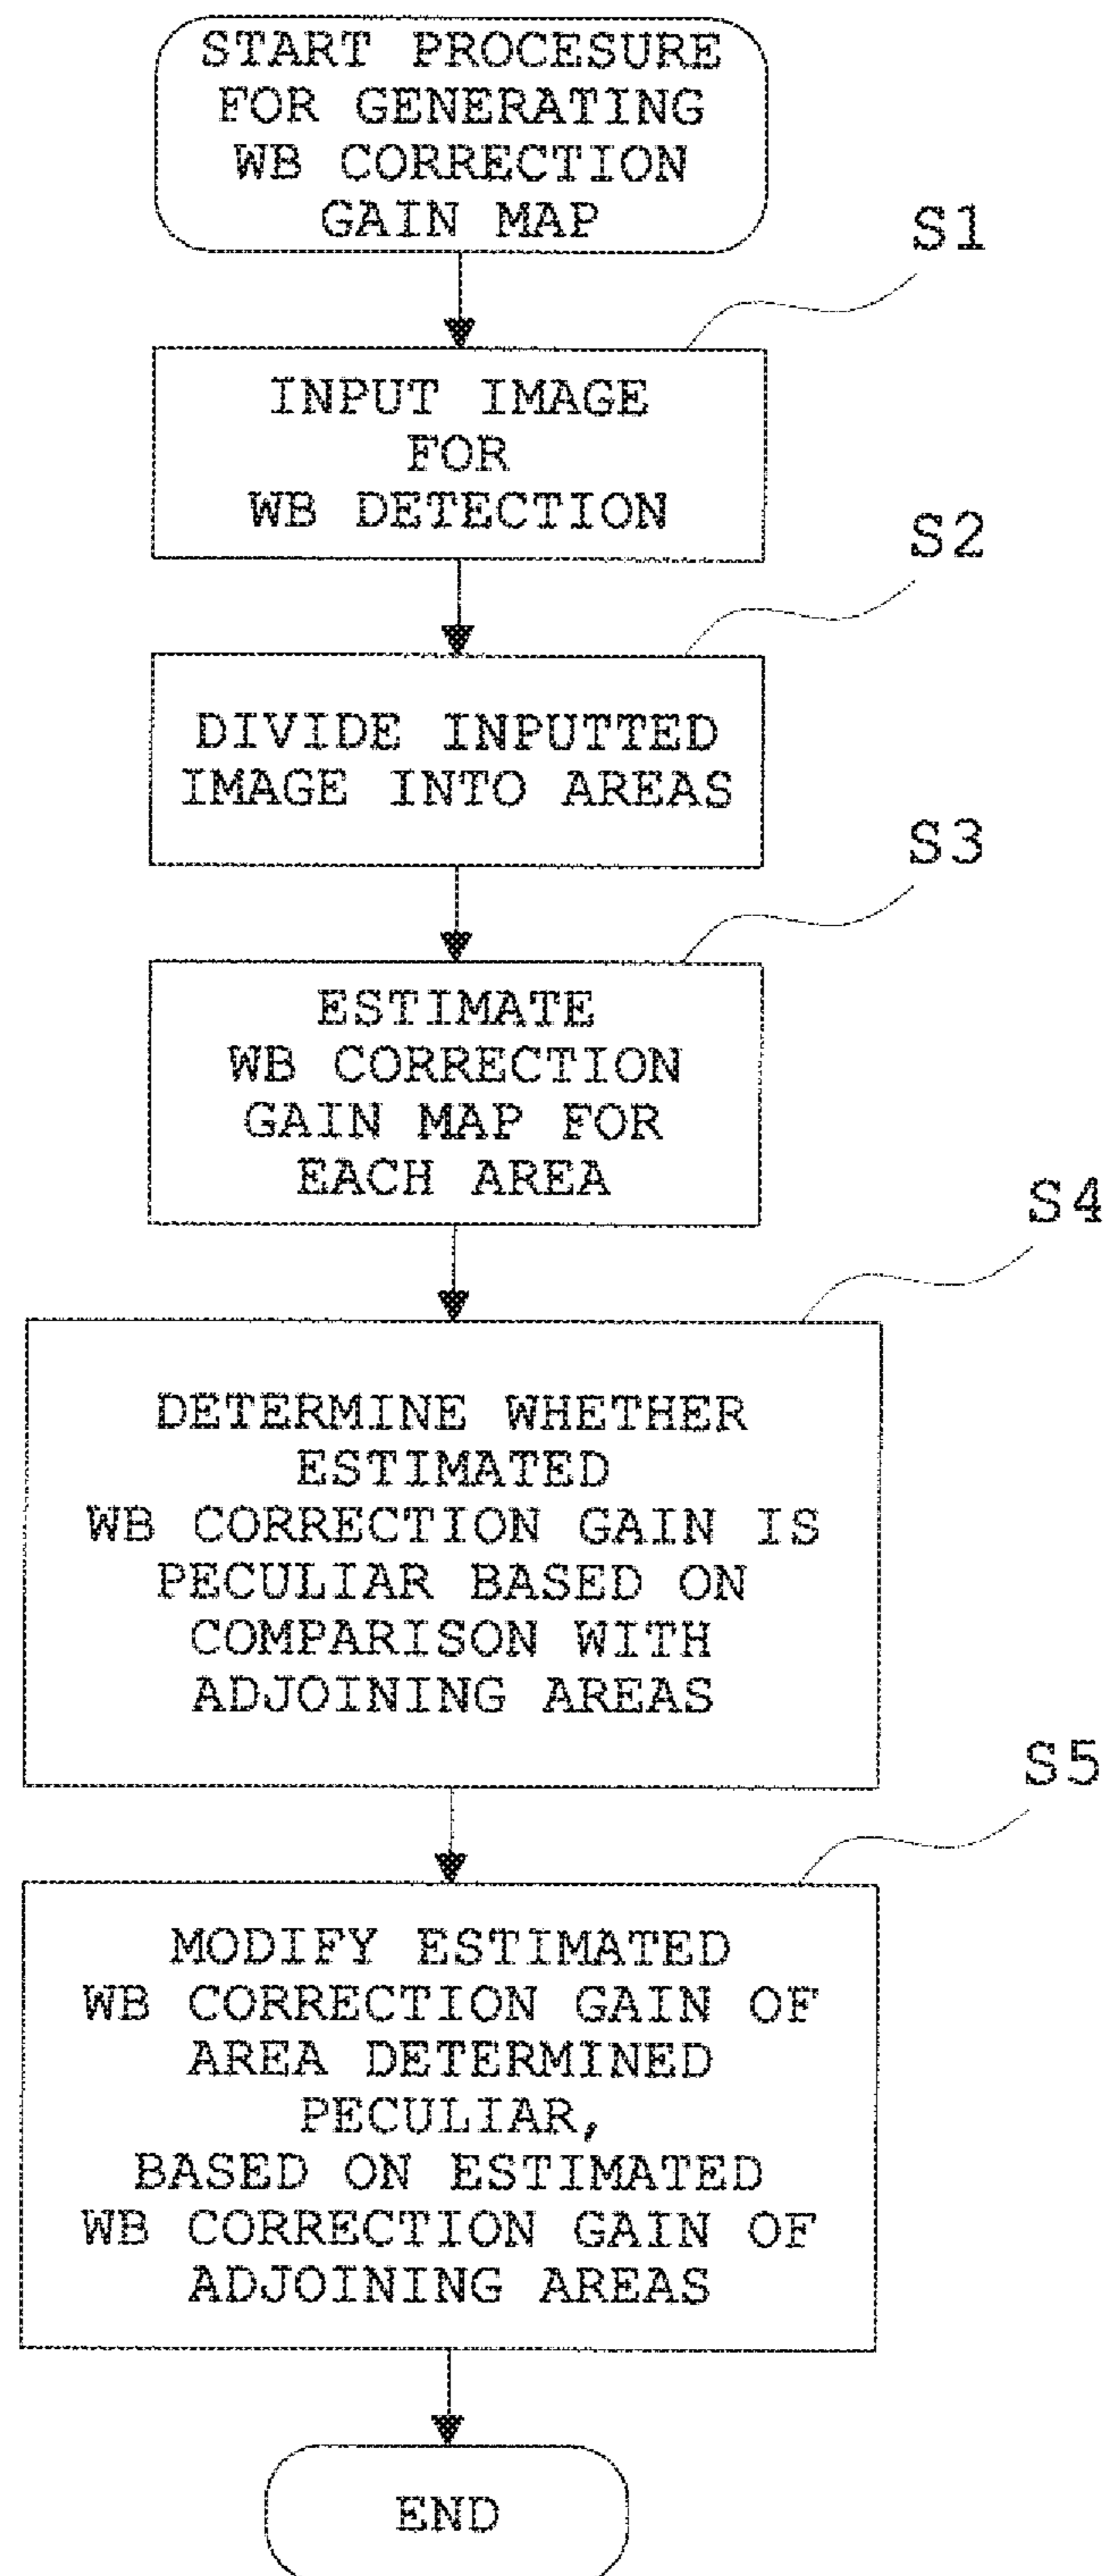 START PROCESURE
FOR GENERATING
WB CORRECTION
GAIN MAP
S1
INPUT IMAGE
FOR
WB DETECTION
S2
DIVIDE INPUTTED
IMAGE INTO AREAS
S3
ESTIMATE
WB CORRECTION
GAIN MAP FOR
EACH AREA
S4
DETERMINE WHETHER
ESTIMATED
WB CORRECTION GAIN IS
PECULIAR BASED ON
COMPARISON WITH
ADJOINING AREAS
S5
MODIFY ESTIMATED
WB CORRECTION GAIN OF
AREA DETERMINED
PECULIAR,
BASED ON ESTIMATED
WB CORRECTION GAIN OF
ADJOINING AREAS
END